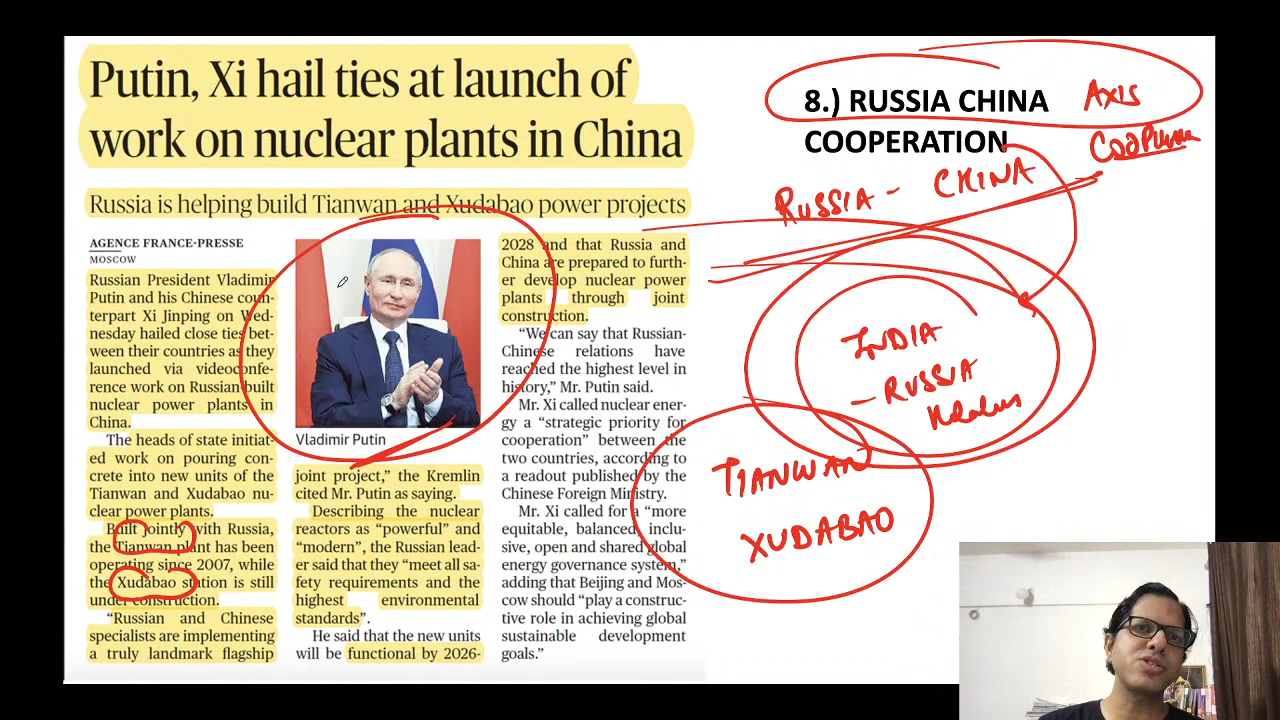 Putin, Xi hail ties at launch of
work on nuclear plants in China
Russia is helping build Tianwan and Xudabao power projects
AGENCE FRANCE-PRESSE
MOSCOW
Russian President Vladimir
Putin and his Chinese coun-
terpart Xi Jinping on Wed-
nesday hailed close ties bet-
ween their countries as they
launched via videoconfe-
rence work on Russian-built
nuclear power plants in
China.
The heads of state initiat-
ed work on pouring con-
crete into new units of the
Tianwan and Xudabao nu-
clear power plants.
Built jointly with Russia,
the Tianwan plant has been
operating since 2007, while
the Xudabao station is still
under construction.
“Russian and Chinese
specialists are implementing
a truly landmark flagship
Vladimir Putin
joint project,” the Kremlin
cited Mr. Putin as saying.
Describing the nuclear
reactors as “powerful” and
“modern”, the Russian lead-
er said that they “meet all sa-
fety requirements and the
highest environmental
standards”.
He said that the new units
will be functional by 2026-
2028 and that Russia and
China are prepared to furth-
er develop nuclear power
plants through joint
construction.
“We can say that Russian-
Chinese relations have
reached the highest level in
history,” Mr. Putin said.
Mr. Xi called nuclear ener-
gy a “strategic priority for
cooperation” between the
two countries, according to
a readout published by the
Chinese Foreign Ministry.
Mr. Xi called for a “more
equitable, balanced, inclu-
sive, open and shared global
energy governance system,”
adding that Beijing and Mos-
cow should “play a construc-
tive role in achieving global
sustainable development
goals.”
8.) RUSSIA CHINA
COOPERATION
AXIS
RUSSIA - CHINA
INDIA
- RUSSIA
TIANWAN
XUDABAO